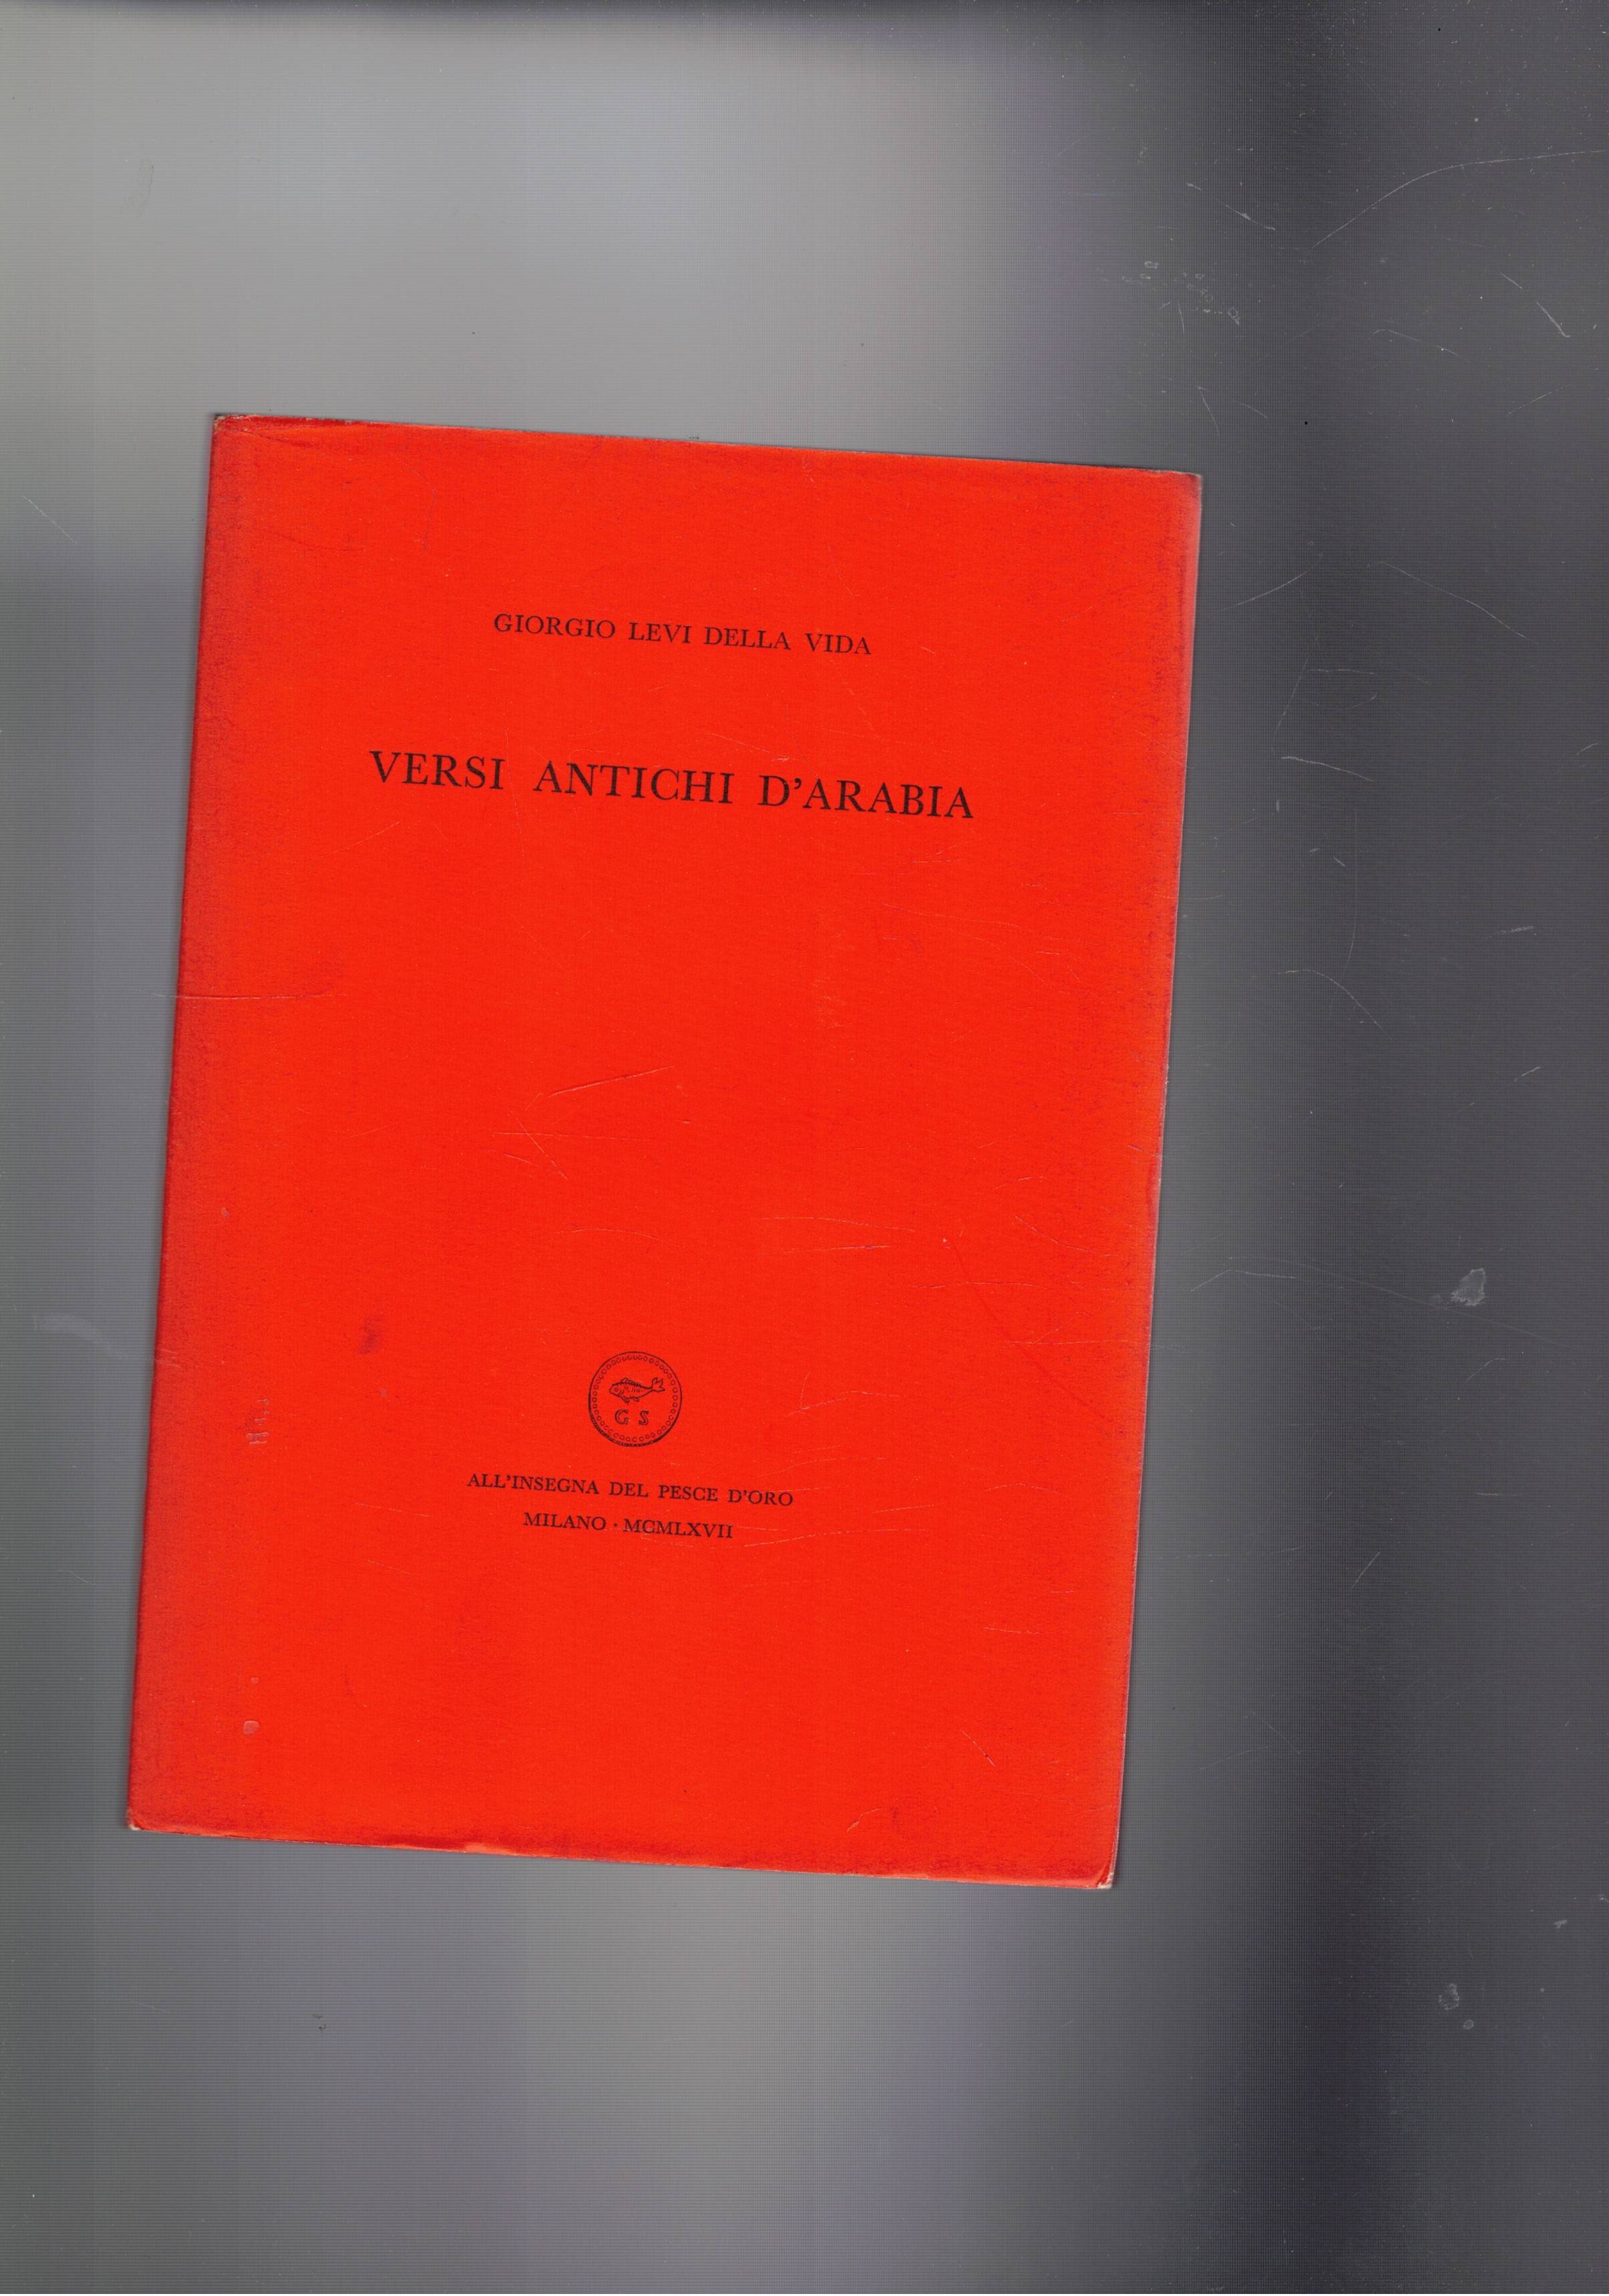 GIORGIO LEVI DELLA VIDA
VERSI ANTICHI D'ARABIA
G S
ALL'INSEGNA DEL PESCE D'ORO
MILANO · MCMLXVII